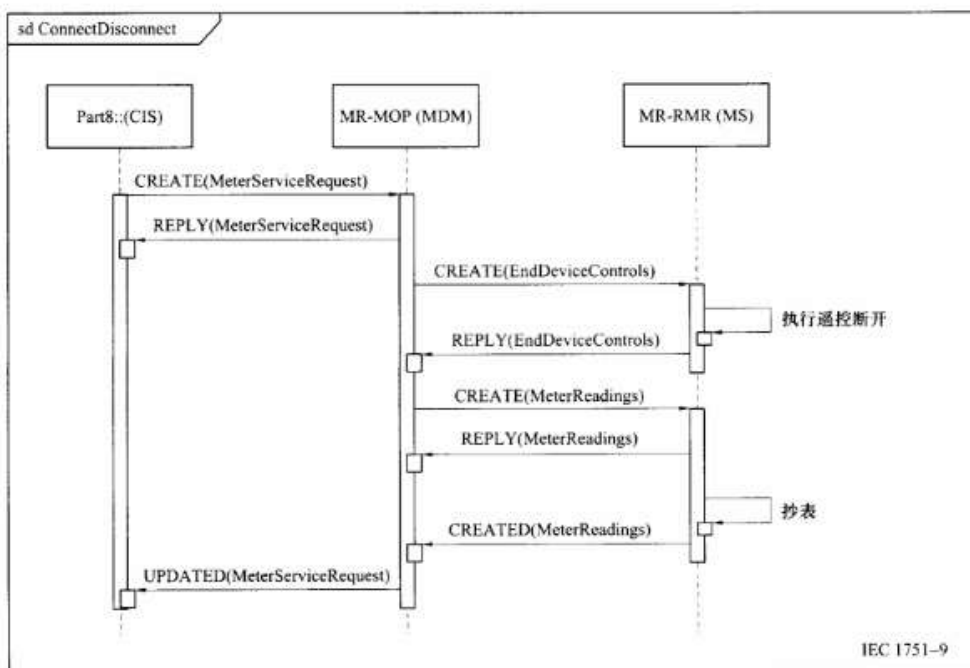 sd ConnectDisconnect
Part8::(CIS)
MR-MOP (MDM)
MR-RMR (MS)
CREATE(MeterServiceRequest)
REPLY(MeterServiceRequest)
CREATE(EndDeviceControls)
执行遥控断开
REPLY(EndDeviceControls)
CREATE(MeterReadings)
REPLY(MeterReadings)
抄表
CREATED(MeterReadings)
UPDATED(MeterServiceRequest)
IEC 1751-9